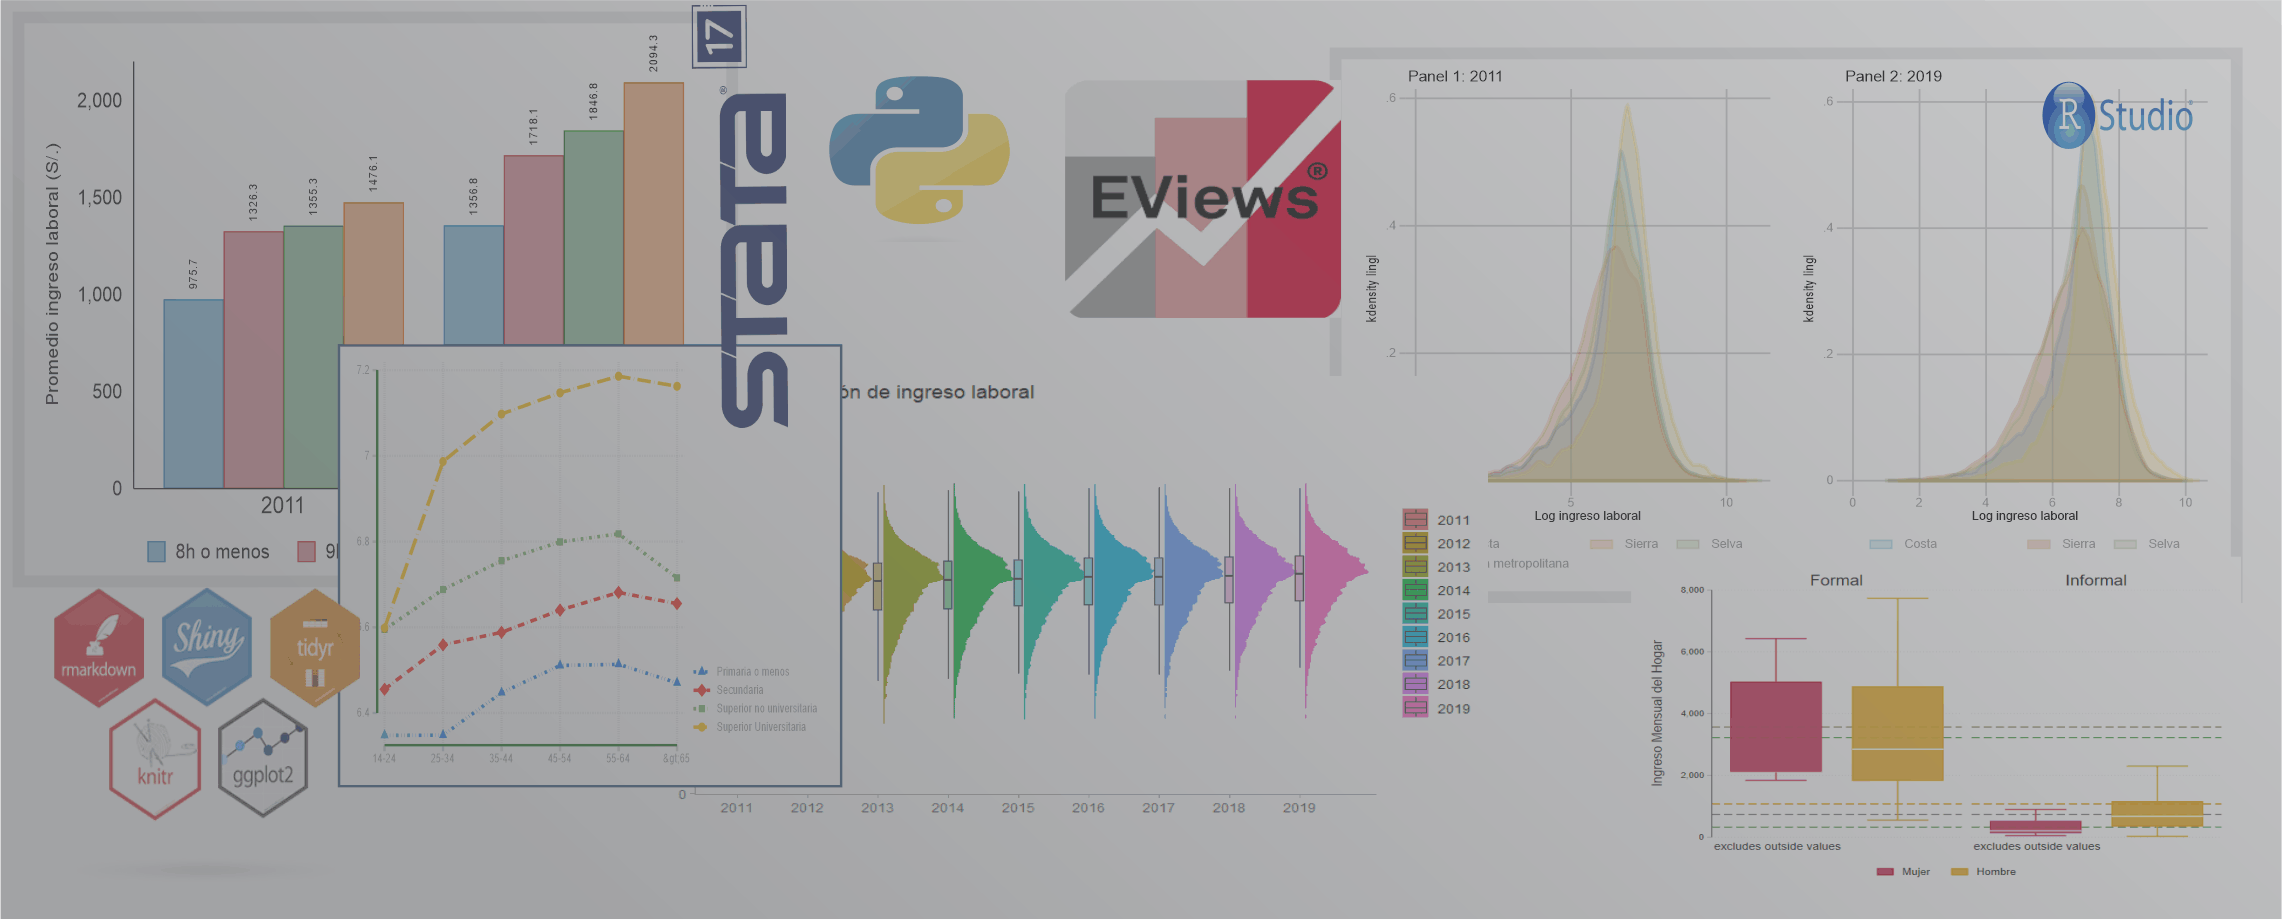 Promedio ingreso laboral (S/.)
2,000
1,500
1,000
500
0
975.7
1326.3
1355.3
1476.1
1356.8
1718.1
1846.8
2094.3
2011
8h o menos
17
STATA®
EViews®
ón de ingreso laboral
7.2
7
6.8
.6
6.4
14-24
25-34
35-44
45-54
55-64
&gt;65
Primaria o menos
Secundaria
Superior no universitaria
Superior Universitaria
rmarkdown
Shiny
tidyr
knitr
ggplot2
0
2011
2012
2013
2014
2015
2016
2017
2018
2019
2011
2012
2013
2014
2015
2016
2017
2018
2019
Panel 1: 2011
.6
.4
.2
kdensity lingl
5
10
Log ingreso laboral
ta
Sierra
Selva
metropolitana
Panel 2: 2019
R Studio
.6
.4
.2
0
kdensity lingl
0
2
4
6
8
10
Log ingreso laboral
Costa
Sierra
Selva
Formal
Informal
Ingreso Mensual del Hogar
8,000
6,000
4,000
2,000
0
excludes outside values
excludes outside values
Mujer
Hombre